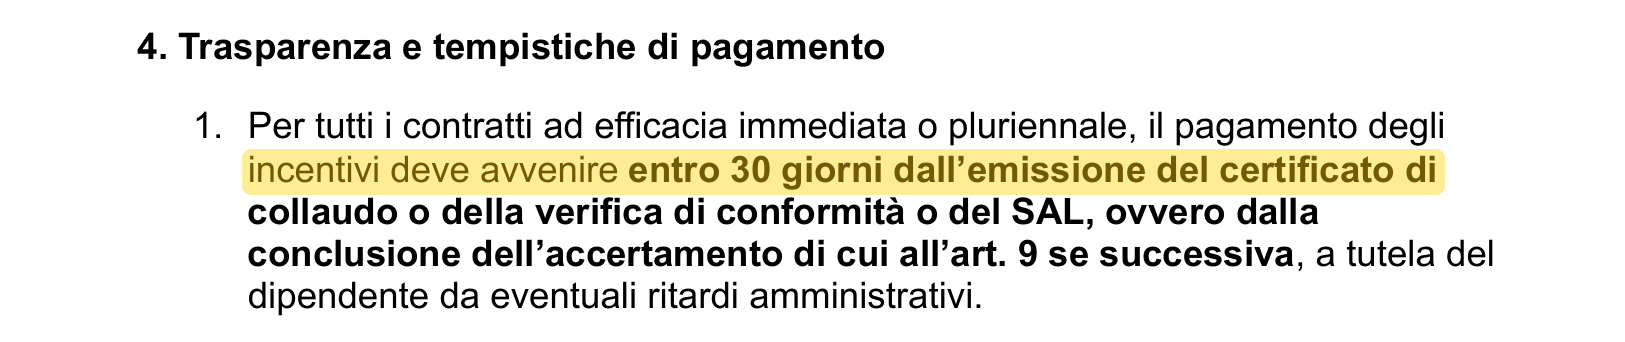 4. Trasparenza e tempistiche di pagamento
1. Per tutti i contratti ad efficacia immediata o pluriennale, il pagamento degli
incentivi deve avvenire entro 30 giorni dall’emissione del certificato di
collaudo o della verifica di conformità o del SAL, ovvero dalla
conclusione dell’accertamento di cui all’art. 9 se successiva, a tutela del
dipendente da eventuali ritardi amministrativi.